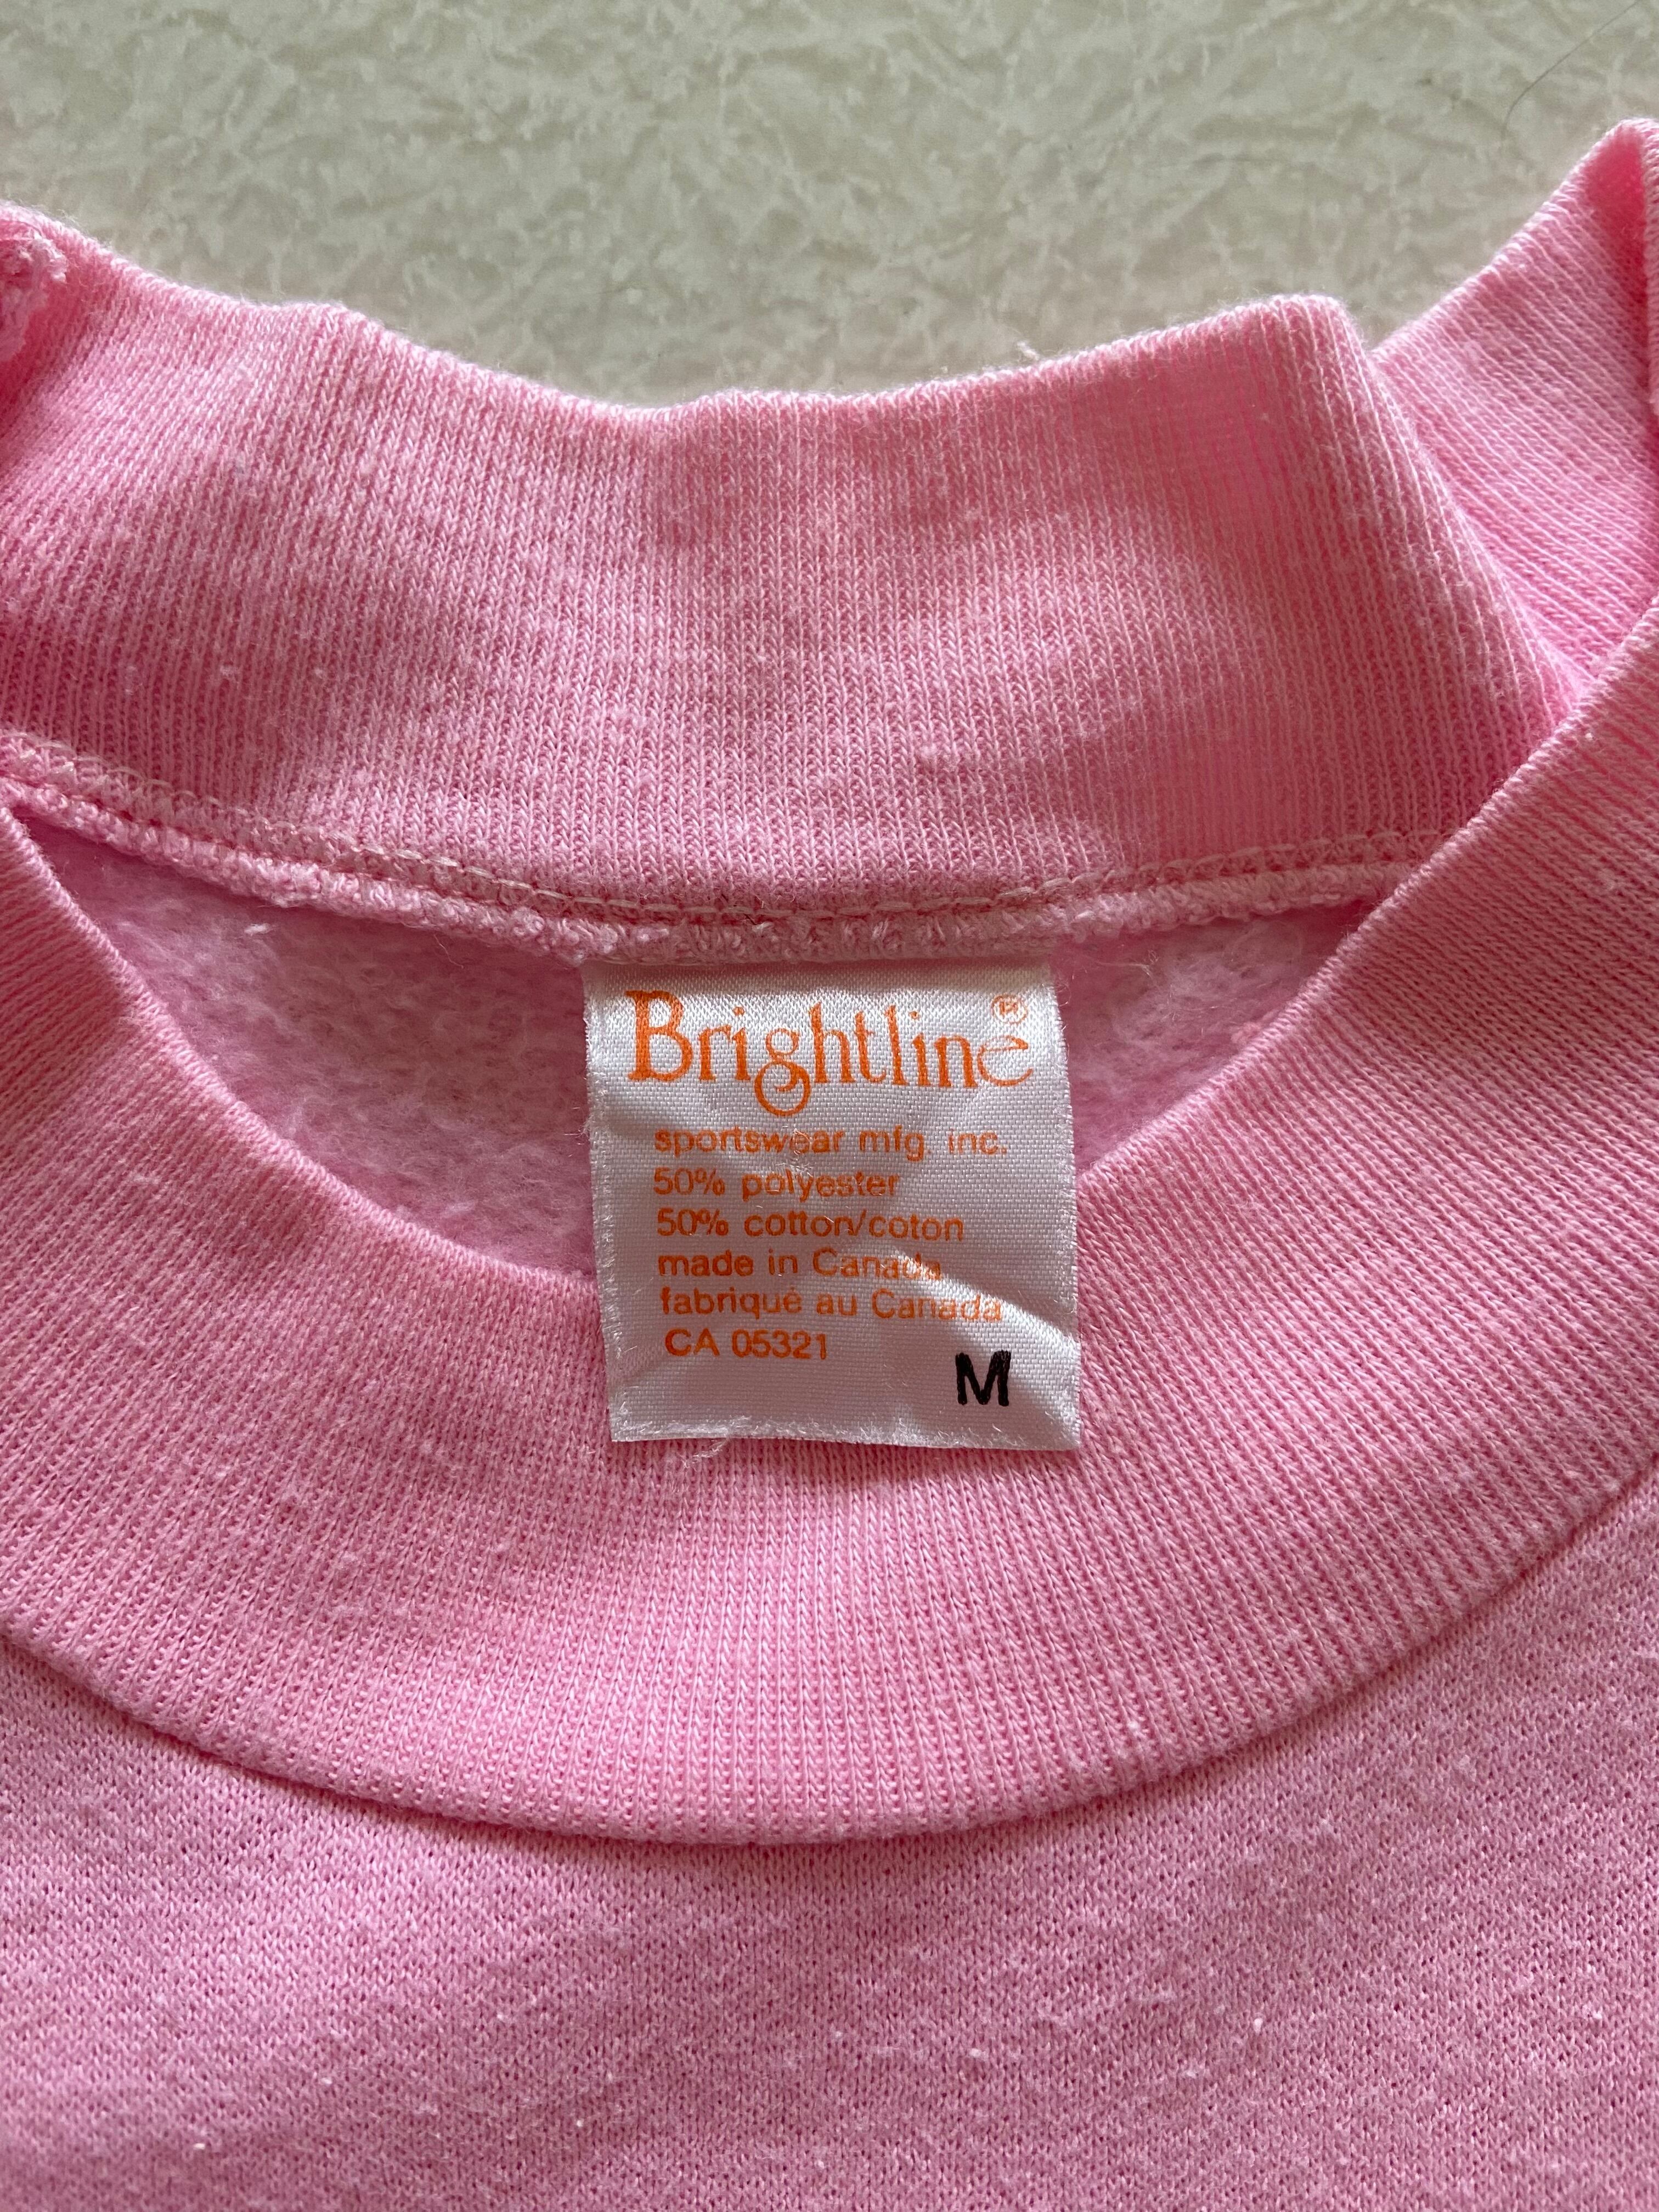 Brightline®
sportswear mfg. inc.
50% polyester
50% cotton/coton
made in Canada
fabriqué au Canada
CA 05321
M